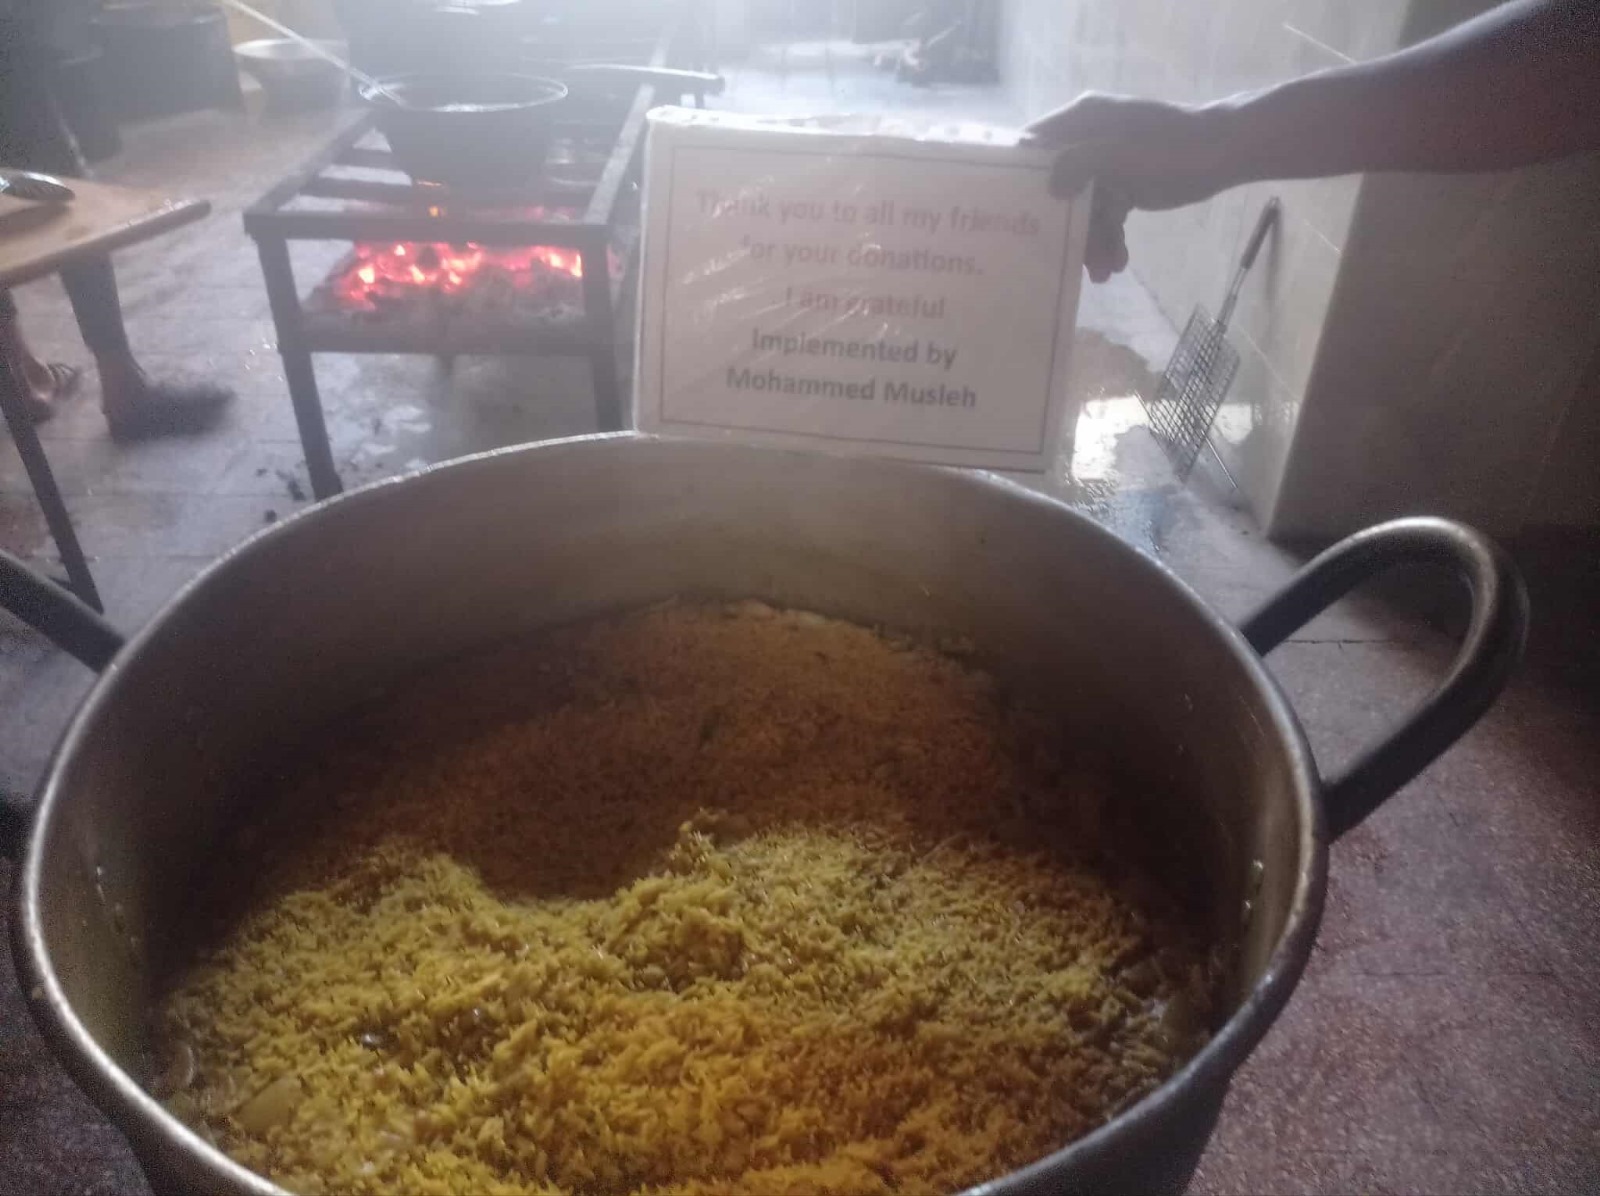 Thank you to all my friends
for your donations.
I am grateful
Implemented by
Mohammed Musleh